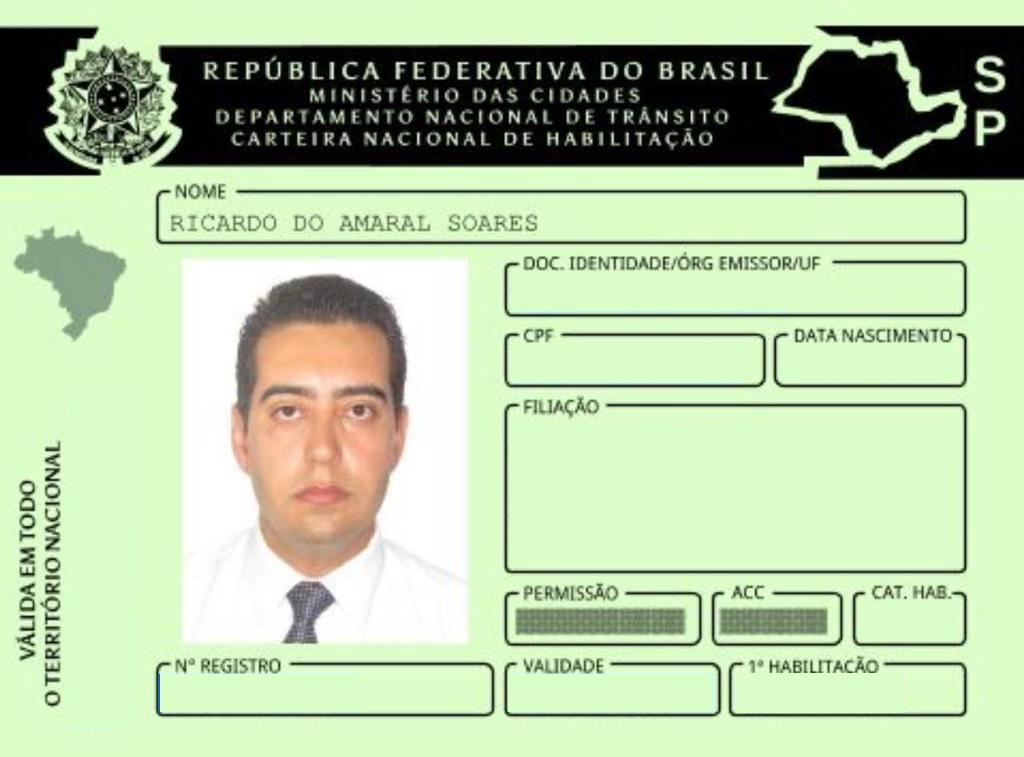 REPÚBLICA FEDERATIVA DO BRASIL
MINISTÉRIO DAS CIDADES
DEPARTAMENTO NACIONAL DE TRÂNSITO
CARTEIRA NACIONAL DE HABILITAÇÃO
S
P
NOME
RICARDO DO AMARAL SOARES
DOC. IDENTIDADE/ÓRG EMISSOR/UF
CPF
DATA NASCIMENTO
FILIAÇÃO
PERMISSÃO
ACC
CAT. HAB.
Nº REGISTRO
VALIDADE
1ª HABILITACÃO
VÁLIDA EM TODO
O TERRITÓRIO NACIONAL